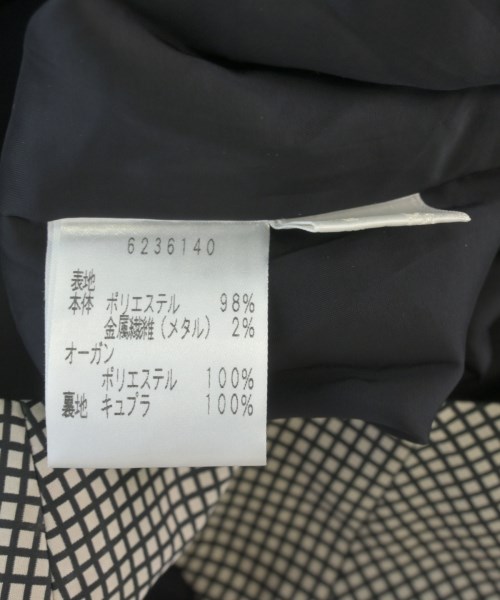 6236140
表地
本体 ポリエステル 98%
金属繊維(メタル) 2%
オーガン
ポリエステル 100%
裏地 キュプラ 100%